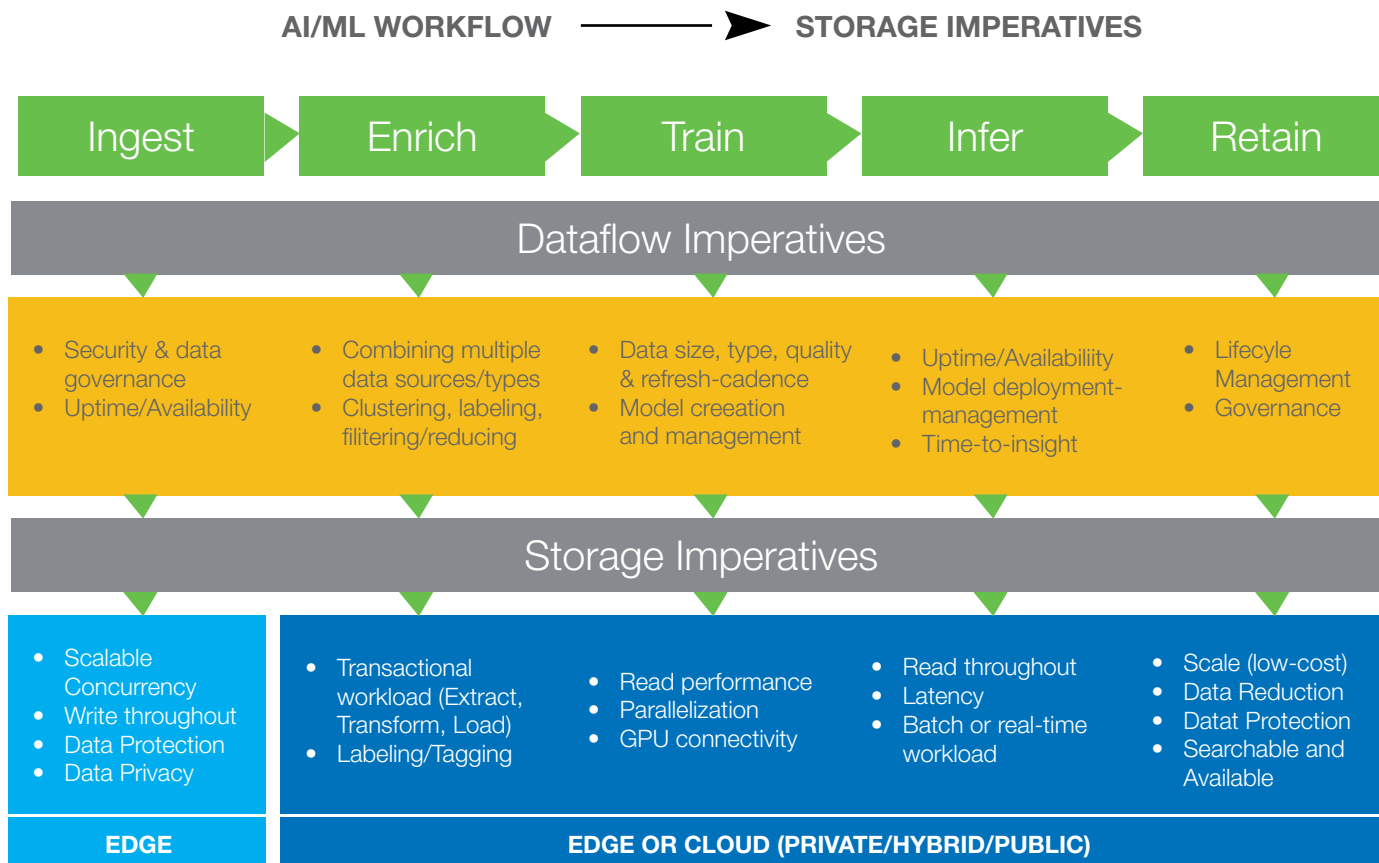 AI/ML WORKFLOW STORAGE IMPERATIVES
Ingest
Enrich
Train
Infer
Retain
Dataflow Imperatives
• Security & data
governance
• Uptime/Availability
• Combining multiple
data sources/types
• Clustering, labeling,
filitering/reducing
• Data size, type, quality
& refresh-cadence
• Model creeation
and management
• Uptime/Availabiliity
• Model deployment-
management
• Time-to-insight
• Lifecyle
Management
• Governance
Storage Imperatives
• Scalable
Concurrency
• Write throughout
• Data Protection
• Data Privacy
• Transactional
workload (Extract,
Transform, Load)
• Labeling/Tagging
• Read performance
• Parallelization
• GPU connectivity
• Read throughout
• Latency
• Batch or real-time
workload
• Scale (low-cost)
• Data Reduction
• Datat Protection
• Searchable and
Available
EDGE
EDGE OR CLOUD (PRIVATE/HYBRID/PUBLIC)